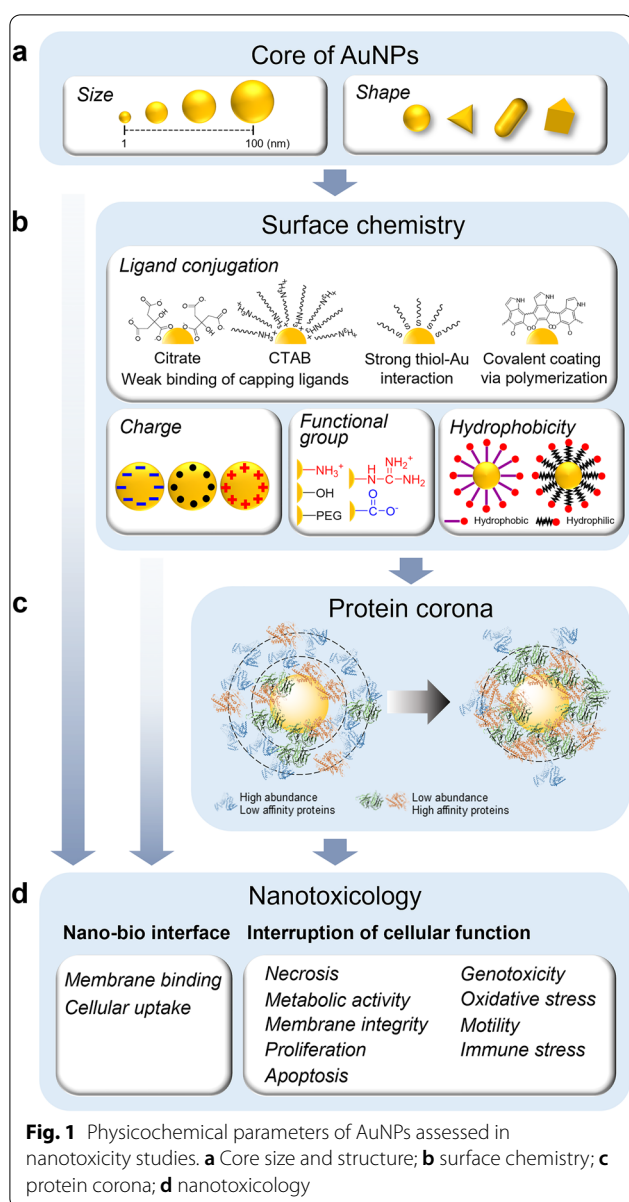 a
Core of AuNPs
Size
1
100 (nm)
Shape
b
Surface chemistry
Ligand conjugation
Citrate
CTAB
Strong thiol-Au
interaction
Covalent coating
via polymerization
Weak binding of capping ligands
Charge
Functional
group
NH₃⁺
OH
PEG
H
N
NH₂⁺
NH₂
O
C
O⁻
Hydrophobicity
Hydrophobic
Hydrophilic
c
Protein corona
High abundance
Low affinity proteins
Low abundance
High affinity proteins
d
Nanotoxicology
Nano-bio interface
Membrane binding
Cellular uptake
Interruption of cellular function
Necrosis
Metabolic activity
Membrane integrity
Proliferation
Apoptosis
Genotoxicity
Oxidative stress
Motility
Immune stress
Fig. 1 Physicochemical parameters of AuNPs assessed in
nanotoxicity studies. a Core size and structure; b surface chemistry; c
protein corona; d nanotoxicology